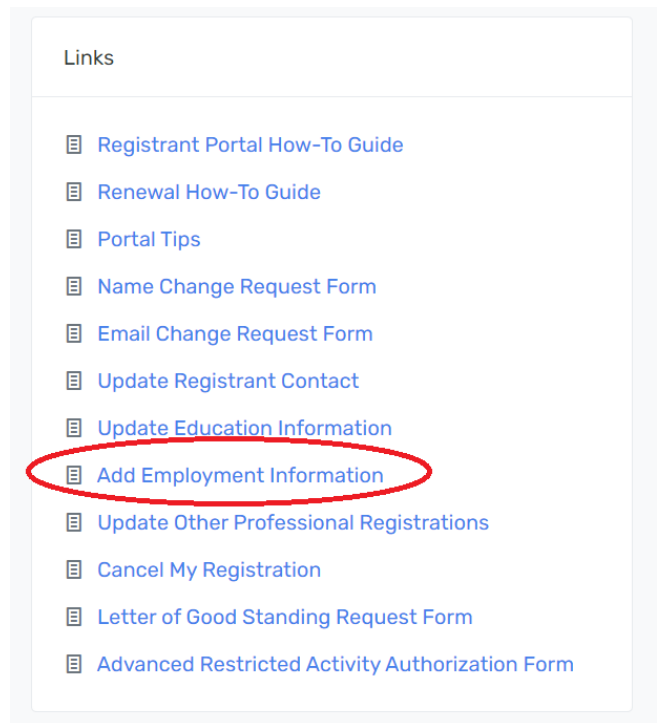 Links
Registrant Portal How-To Guide
Renewal How-To Guide
Portal Tips
Name Change Request Form
Email Change Request Form
Update Registrant Contact
Update Education Information
Add Employment Information
Update Other Professional Registrations
Cancel My Registration
Letter of Good Standing Request Form
Advanced Restricted Activity Authorization Form